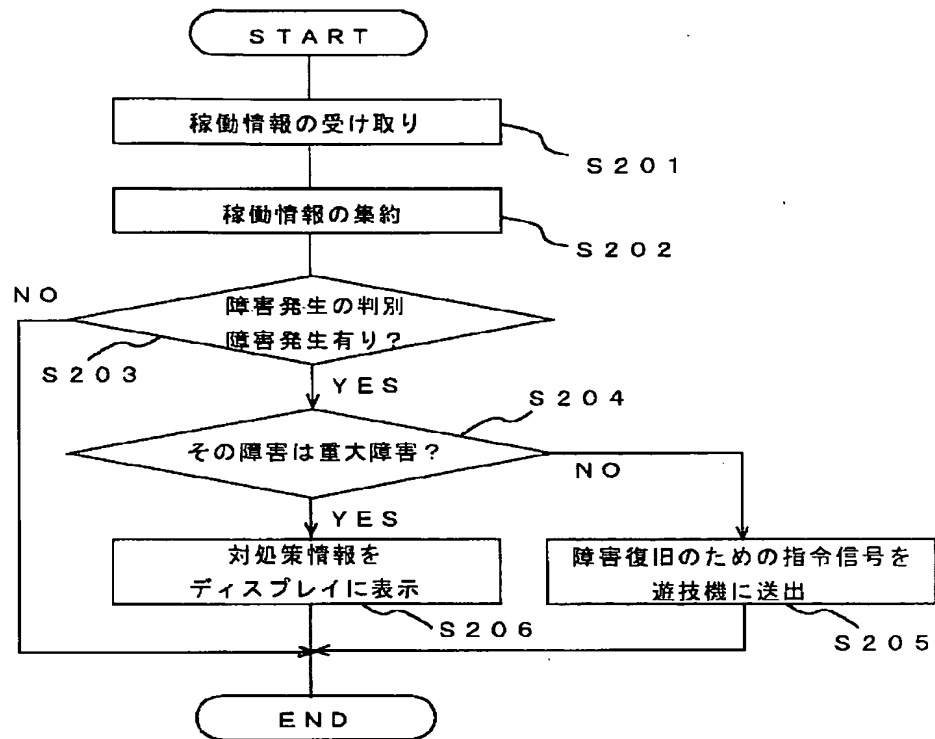 START
稼働情報の受け取り
S201
稼働情報の集約
S202
NO
障害発生の判別
障害発生有り？
S203
YES
S204
その障害は重大障害？
NO
YES
対処策情報を
ディスプレイに表示
障害復旧のための指令信号を
遊技機に送出
S206
S205
END